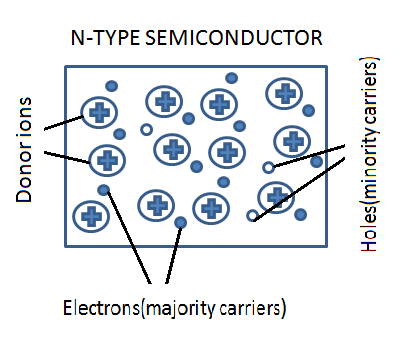 N-TYPE SEMICONDUCTOR
Donor ions
Holes(minority carriers)
Electrons(majority carriers)